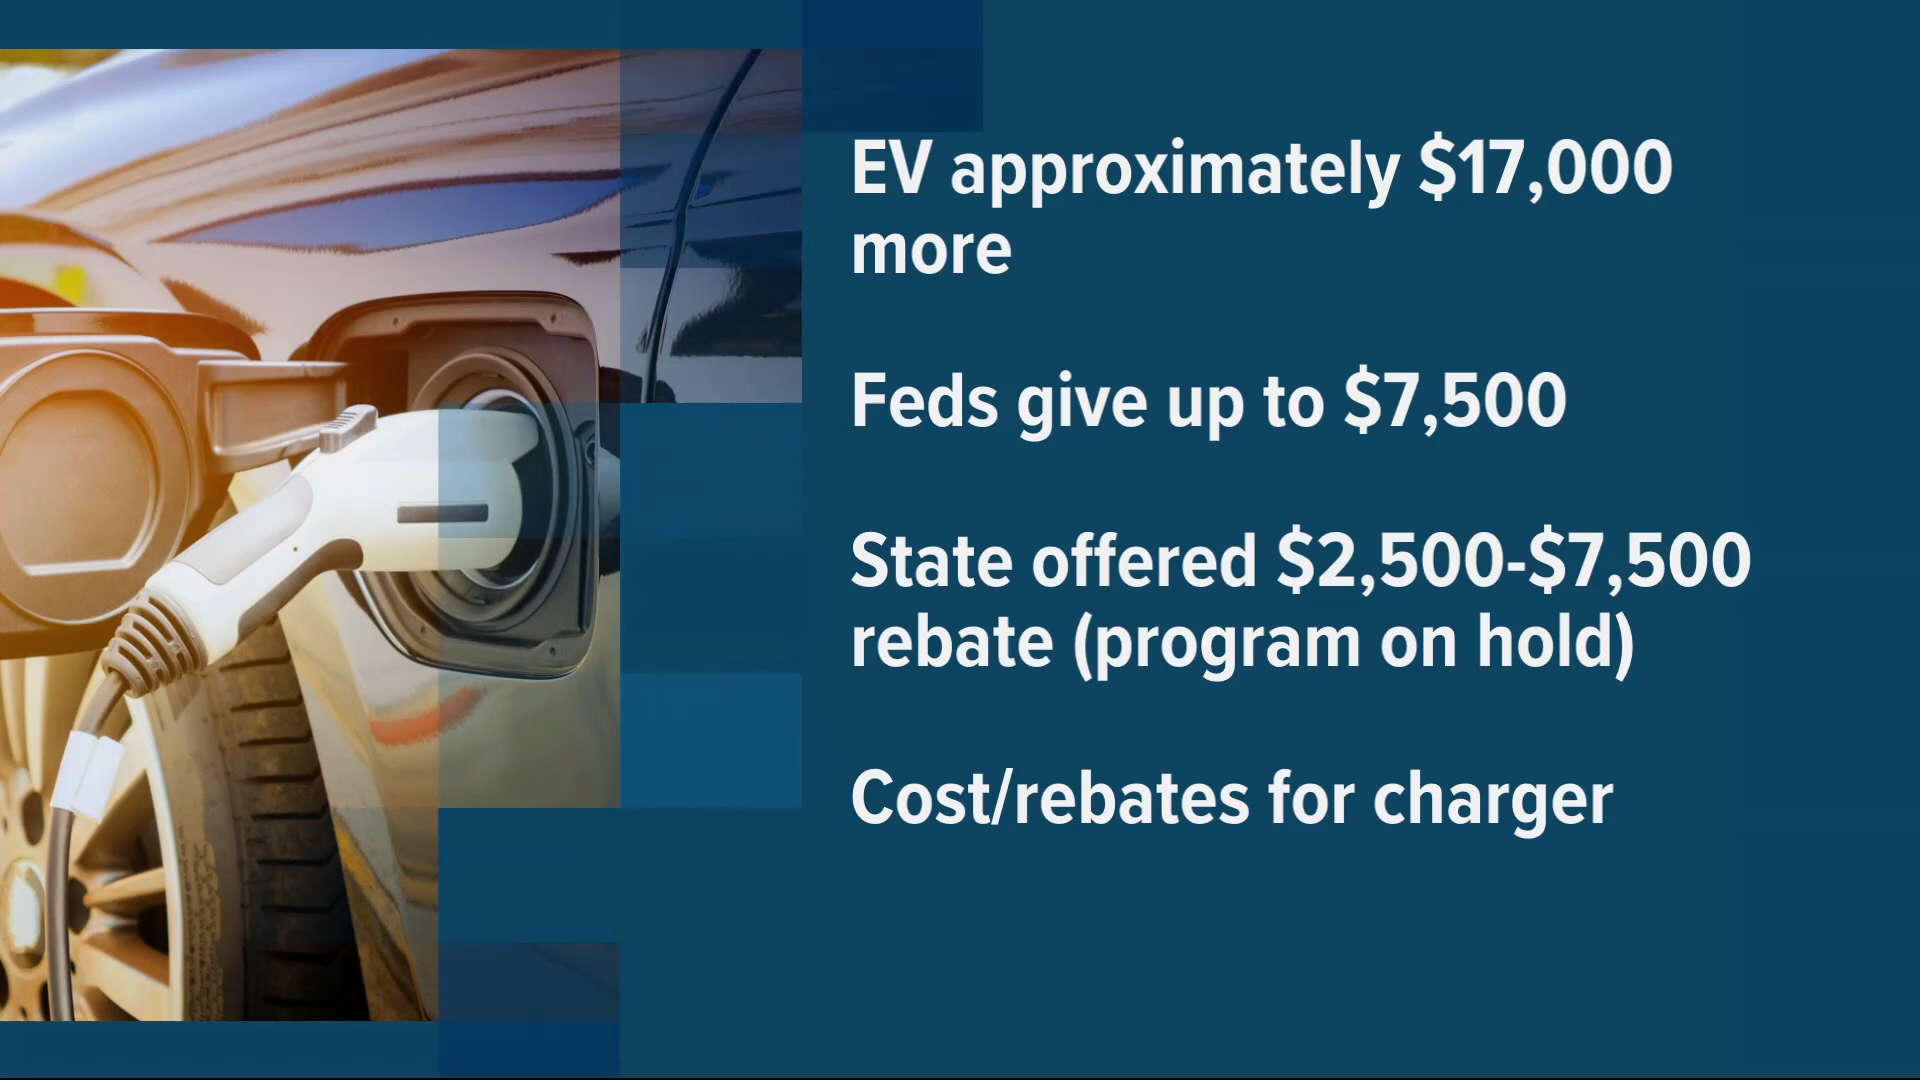 EV approximately $17,000
more
Feds give up to $7,500
State offered $2,500-$7,500
rebate (program on hold)
Cost/rebates for charger